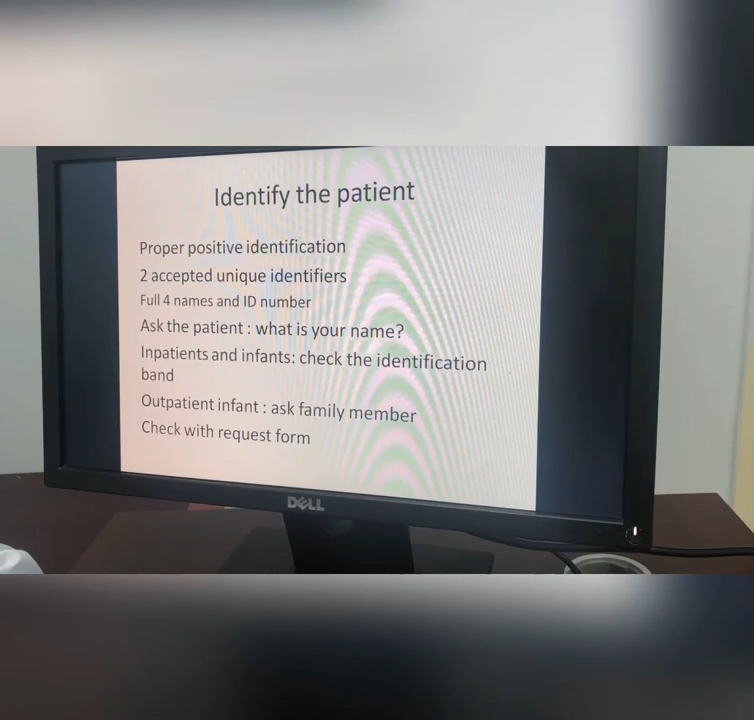 Identify the patient
Proper positive identification
2 accepted unique identifiers
Full 4 names and ID number
Ask the patient : what is your name?
Inpatients and infants: check the identification
band
Outpatient infant : ask family member
Check with request form
DELL